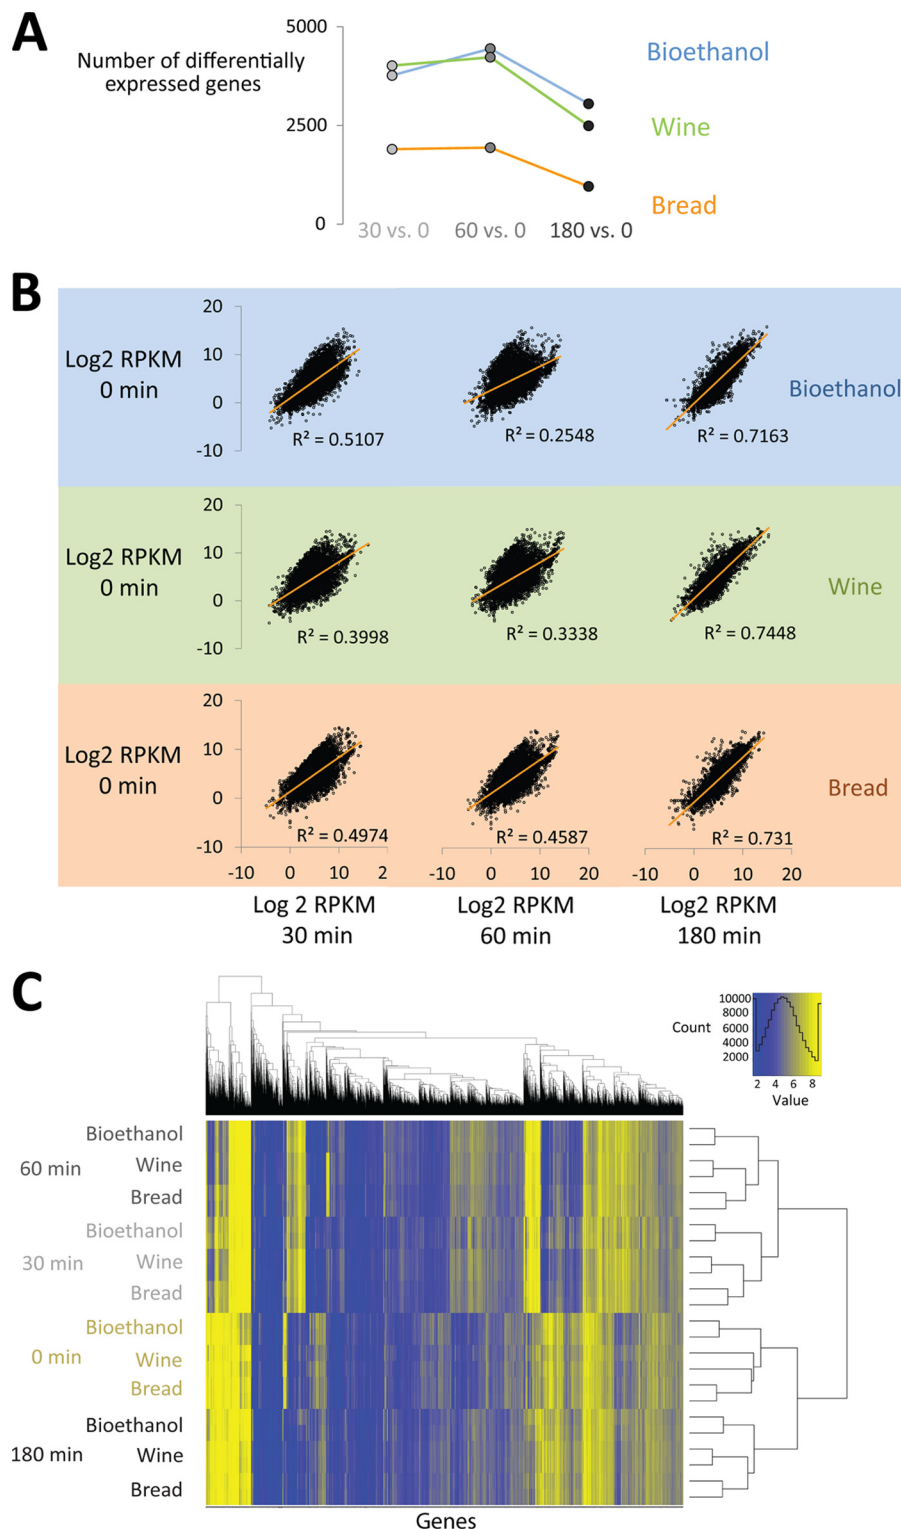 A
5000
Number of differentially
expressed genes
2500
0
30 vs. 0 60 vs. 0 180 vs. 0
Bioethanol
Wine
Bread
B
20
10
0
-10
Log2 RPKM
0 min
R² = 0.5107
R² = 0.2548
R² = 0.7163
Bioethanol
20
10
0
-10
Log2 RPKM
0 min
R² = 0.3998
R² = 0.3338
R² = 0.7448
Wine
20
10
0
-10
Log2 RPKM
0 min
R² = 0.4974
R² = 0.4587
R² = 0.731
Bread
-10 0 10 2
-10 0 10 20
-10 0 10 20
Log 2 RPKM
30 min
Log2 RPKM
60 min
Log2 RPKM
180 min
C
10000
8000
6000
4000
2000
Count
2 4 6 8
Value
60 min
Bioethanol
Wine
Bread
30 min
Bioethanol
Wine
Bread
0 min
Bioethanol
Wine
Bread
180 min
Bioethanol
Wine
Bread
Genes